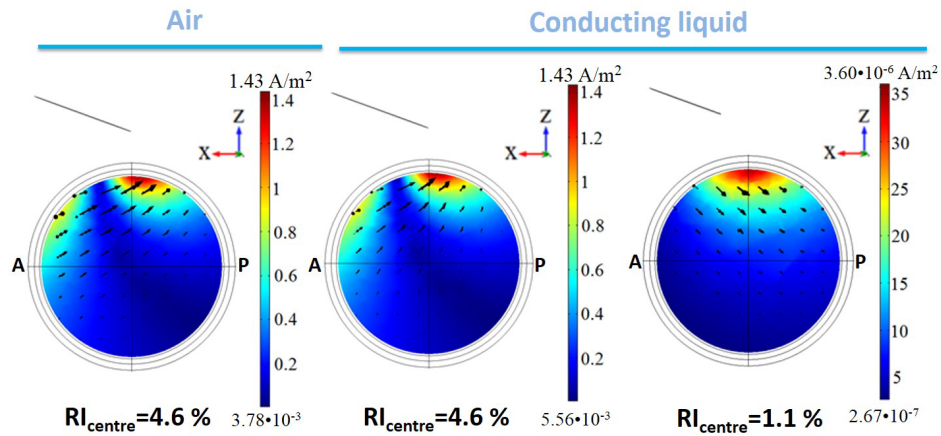 Air
Conducting liquid
1.43 A/m²
1.43 A/m²
3.60•10⁻⁶ A/m²
Z
X
1.4
1.2
1
0.8
0.6
0.4
0.2
A
P
Z
X
1.4
1.2
1
0.8
0.6
0.4
0.2
A
P
Z
X
35
30
25
20
15
10
5
A
P
RIcentre=4.6 %
3.78•10⁻³
RIcentre=4.6 %
5.56•10⁻³
RIcentre=1.1 %
2.67•10⁻⁷